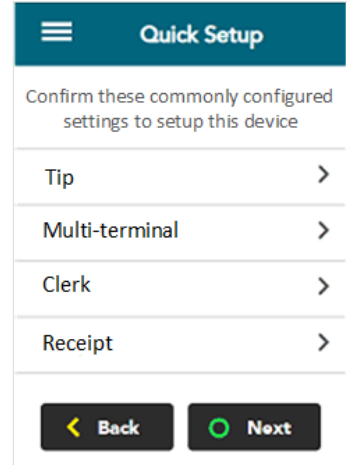 Quick Setup
Confirm these commonly configured
settings to setup this device
Tip
Multi-terminal
Clerk
Receipt
Back
Next